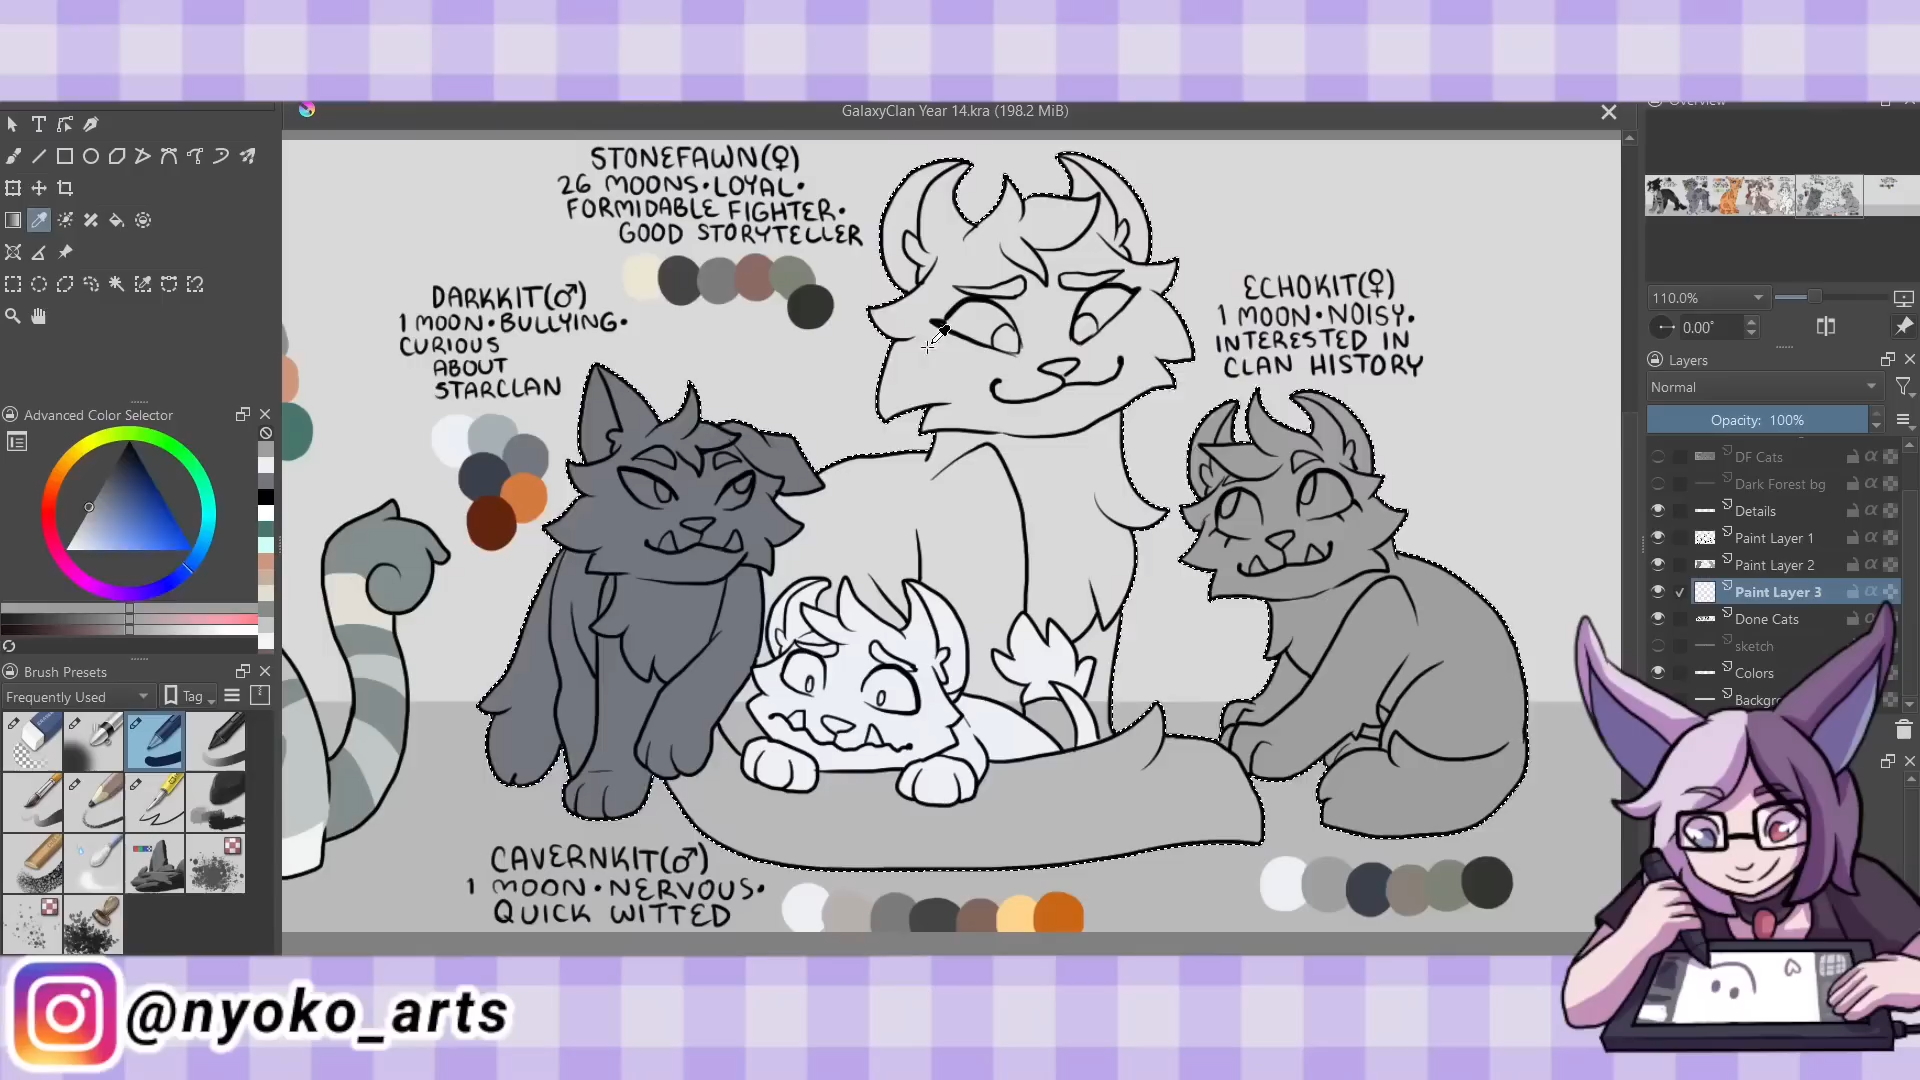 GalaxyClan Year 14.kra (198.2 MiB)
STONEFAWN(♀)
26 MOONS•LOYAL•
FORMIDABLE FIGHTER•
GOOD STORYTELLER
DARKKIT(♂)
1 MOON•BULLYING•
CURIOUS
ABOUT
STARCLAN
ECHOKIT(♀)
1 MOON•NOISY•
INTERESTED IN
CLAN HISTORY
CAVERNKIT(♂)
1 MOON•NERVOUS•
QUICK WITTED
Advanced Color Selector
Brush Presets
Frequently Used
Tag
Overview
110.0%
0.00°
Layers
Normal
Opacity: 100%
DF Cats
Dark Forest bg
Details
Paint Layer 1
Paint Layer 2
Paint Layer 3
Done Cats
sketch
Colors
Backgr
@nyoko_arts